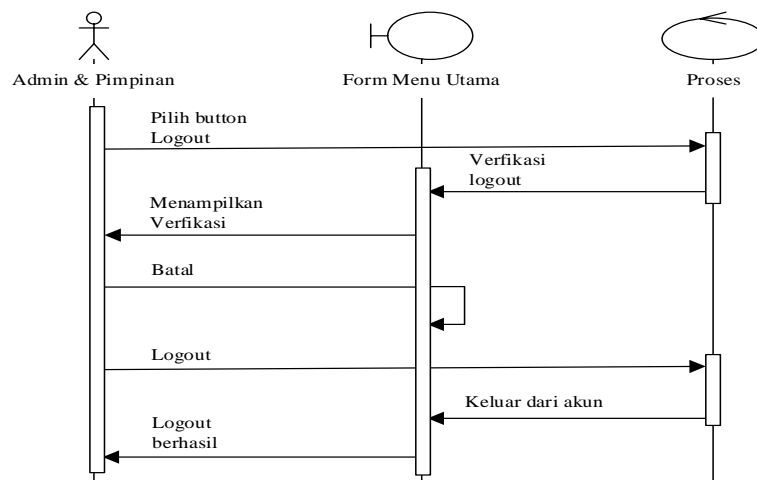 Admin & Pimpinan
Form Menu Utama
Proses
Pilih button
Logout
Verfikasi
logout
Menampilkan
Verfikasi
Batal
Logout
Keluar dari akun
Logout
berhasil